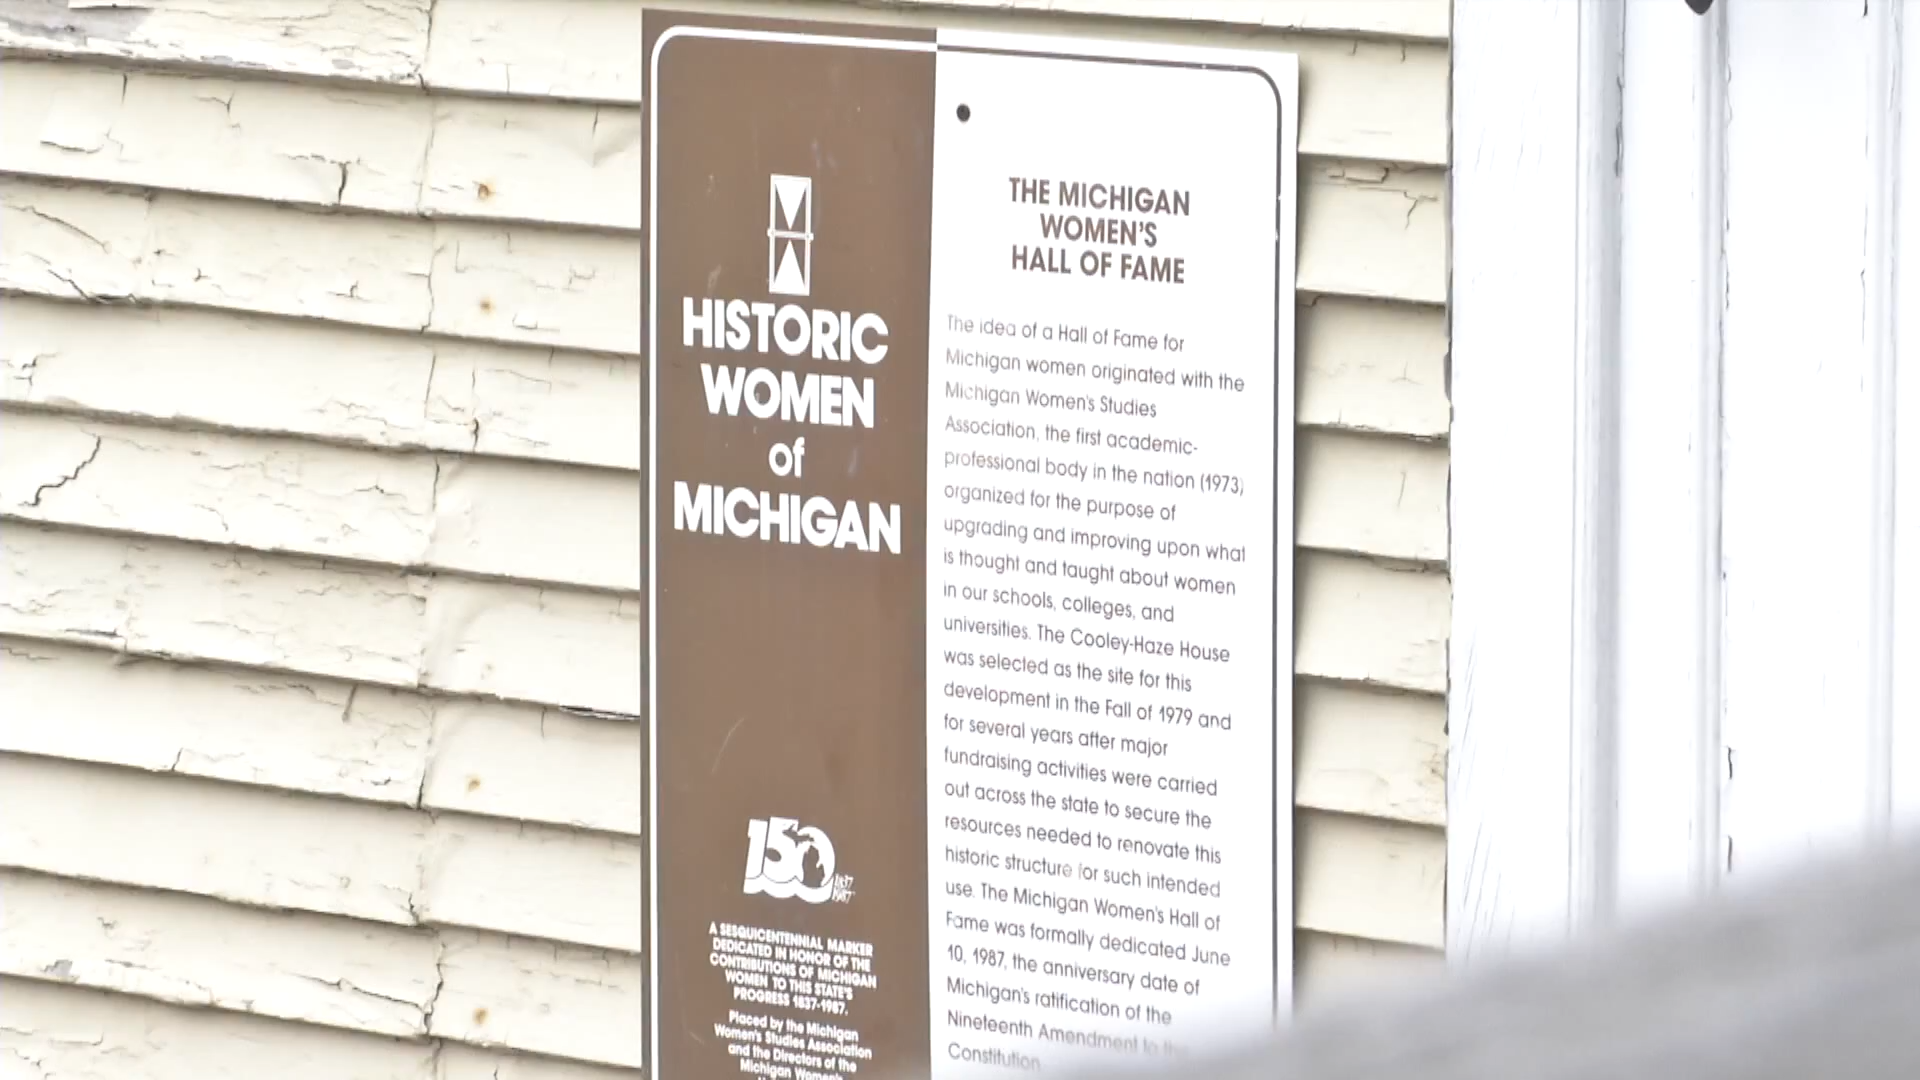 HISTORIC
WOMEN
of
MICHIGAN
150
1837
1987
A SESQUICENTENNIAL MARKER
DEDICATED IN HONOR OF THE
CONTRIBUTIONS OF MICHIGAN
WOMEN TO THIS STATE'S
PROGRESS 1837-1987.
Placed by the Michigan
Women's Studies Association
and the Directors of the
Michigan Women's
THE MICHIGAN
WOMEN'S
HALL OF FAME
The idea of a Hall of Fame for
Michigan women originated with the
Michigan Women's Studies
Association, the first academic-
professional body in the nation (1973)
organized for the purpose of
upgrading and improving upon what
is thought and taught about women
in our schools, colleges, and
universities. The Cooley-Haze House
was selected as the site for this
development in the Fall of 1979 and
for several years after major
fundraising activities were carried
out across the state to secure the
resources needed to renovate this
historic structure for such intended
use. The Michigan Women's Hall of
Fame was formally dedicated June
10, 1987, the anniversary date of
Michigan's ratification of the
Nineteenth Amendment to the
Constitution